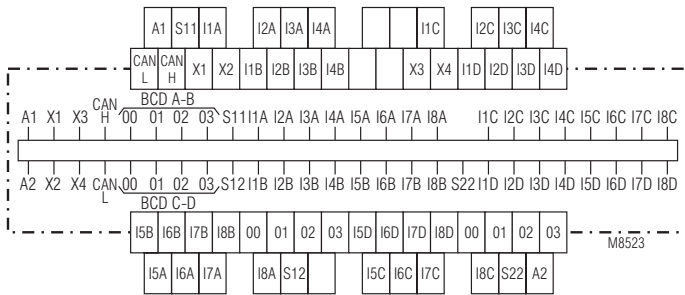 A1 S11 I1A I2A I3A I4A I1C I2C I3C I4C
CAN L CAN H X1 X2 I1B I2B I3B I4B X3 X4 I1D I2D I3D I4D
BCD A-B
A1 X1 X3 CAN H 00 01 02 03 S11 I1A I2A I3A I4A I5A I6A I7A I8A I1C I2C I3C I4C I5C I6C I7C I8C
A2 X2 X4 CAN L 00 01 02 03 S12 I1B I2B I3B I4B I5B I6B I7B I8B S22 I1D I2D I3D I4D I5D I6D I7D I8D
BCD C-D
I5B I6B I7B I8B 00 01 02 03 I5D I6D I7D I8D 00 01 02 03
M8523
I5A I6A I7A I8A S12 I5C I6C I7C I8C S22 A2